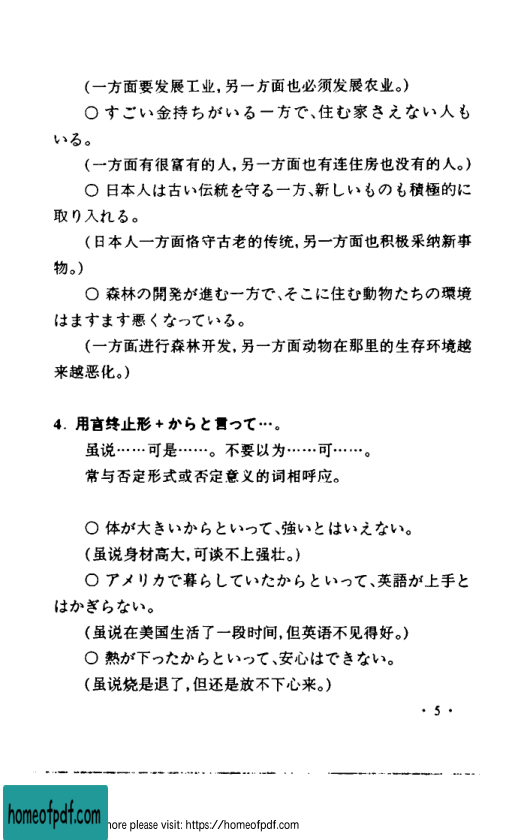 (一方面要发展工业,另一方面也必须发展农业。)
○ すごい金持ちがいる一方で、住む家さえない人も
いる。
(一方面有很富有的人,另一方面也有连住房也没有的人。)
○ 日本人は古い伝統を守る一方、新しいものも積極的に
取り入れる。
(日本人一方面恪守古老的传统,另一方面也积极采纳新事
物。)
○ 森林の開発が進む一方で、そこに住む動物たちの環境
はますます悪くなっている。
(一方面进行森林开发,另一方面动物在那里的生存环境越
来越恶化。)
4. 用言终止形+からと言って…。
虽说……可是……。不要以为……可……。
常与否定形式或否定意义的词相呼应。
○ 体が大きいからといって、強いとはいえない。
(虽说身材高大,可谈不上强壮。)
○ アメリカで暮らしていたからといって、英語が上手と
はかぎらない。
(虽说在美国生活了一段时间,但英语不见得好。)
○ 熱が下ったからといって、安心はできない。
(虽说烧是退了,但还是放不下心来。)
· 5 ·
homeofpdf.com
more please visit: https://homeofpdf.com